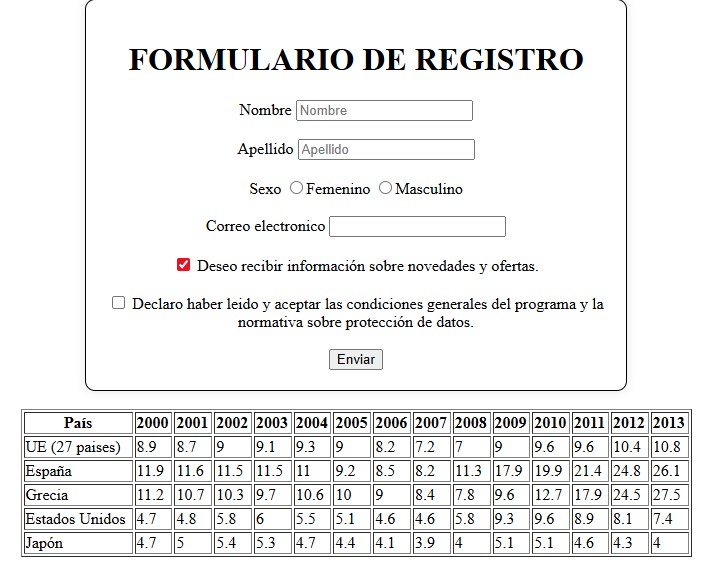 FORMULARIO DE REGISTRO
Nombre Nombre
Apellido Apellido
Sexo Femenino Masculino
Correo electronico
Deseo recibir información sobre novedades y ofertas.
Declaro haber leido y aceptar las condiciones generales del programa y la
normativa sobre protección de datos.
Enviar
País 2000 2001 2002 2003 2004 2005 2006 2007 2008 2009 2010 2011 2012 2013
UE (27 paises) 8.9 8.7 9 9.1 9.3 9 8.2 7.2 7 9 9.6 9.6 10.4 10.8
España 11.9 11.6 11.5 11.5 11 9.2 8.5 8.2 11.3 17.9 19.9 21.4 24.8 26.1
Grecia 11.2 10.7 10.3 9.7 10.6 10 9 8.4 7.8 9.6 12.7 17.9 24.5 27.5
Estados Unidos 4.7 4.8 5.8 6 5.5 5.1 4.6 4.6 5.8 9.3 9.6 8.9 8.1 7.4
Japón 4.7 5 5.4 5.3 4.7 4.4 4.1 3.9 4 5.1 5.1 4.6 4.3 4